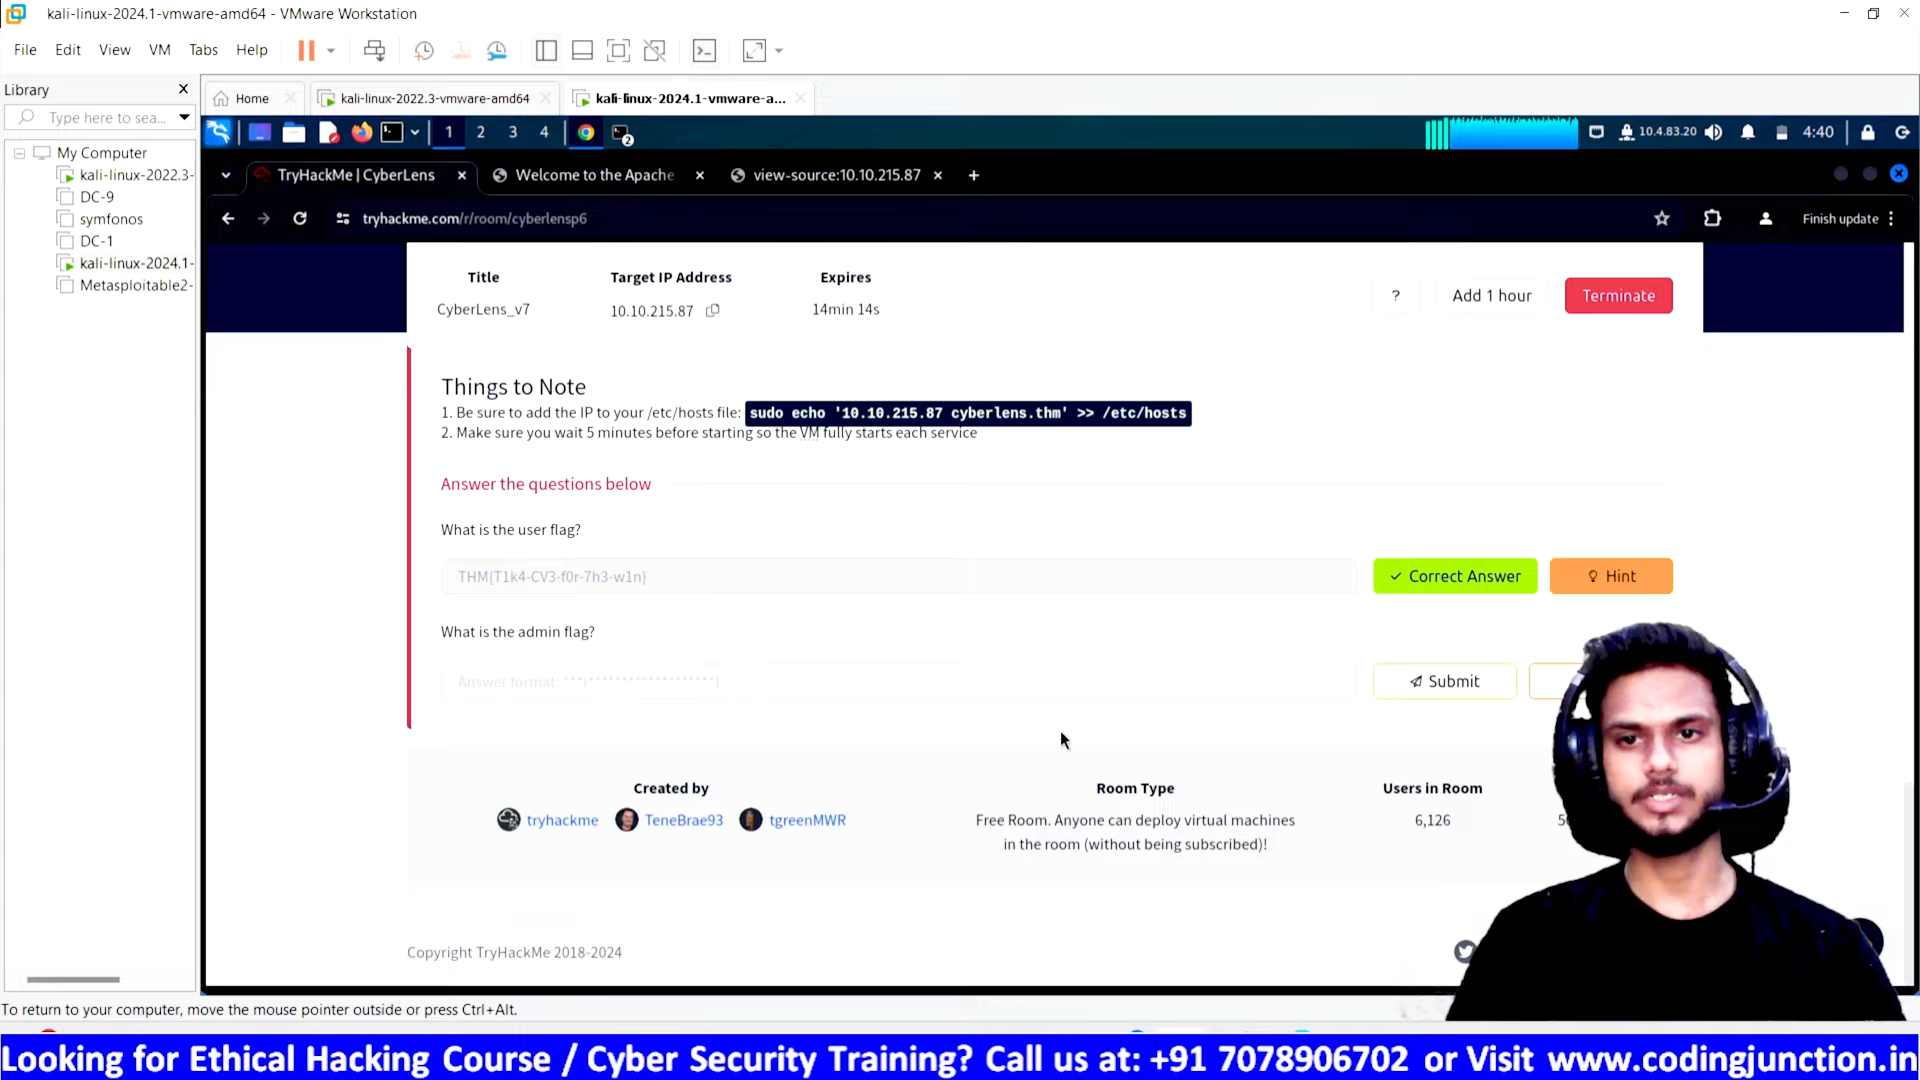 kali-linux-2024.1-vmware-amd64 - VMware Workstation
File Edit View VM Tabs Help
Library
Type here to sea...
Home kali-linux-2022.3-vmware-amd64 kali-linux-2024.1-vmware-a...
My Computer
kali-linux-2022.3-
DC-9
symfonos
DC-1
kali-linux-2024.1-
Metasploitable2-
1 2 3 4 2 10.4.83.20 4:40
TryHackMe | CyberLens Welcome to the Apache view-source:10.10.215.87
tryhackme.com/r/room/cyberlensp6 Finish update
Title Target IP Address Expires
CyberLens_v7 10.10.215.87 14min 14s ? Add 1 hour Terminate
Things to Note
1. Be sure to add the IP to your /etc/hosts file: sudo echo '10.10.215.87 cyberlens.thm' >> /etc/hosts
2. Make sure you wait 5 minutes before starting so the VM fully starts each service
Answer the questions below
What is the user flag?
THM{T1k4-CV3-f0r-7h3-w1n} Correct Answer Hint
What is the admin flag?
Answer format: ***{********************} Submit
Created by Room Type Users in Room
tryhackme TeneBrae93 tgreenMWR Free Room. Anyone can deploy virtual machines in the room (without being subscribed)! 6,126
Copyright TryHackMe 2018-2024
To return to your computer, move the mouse pointer outside or press Ctrl+Alt.
Looking for Ethical Hacking Course / Cyber Security Training? Call us at: +91 7078906702 or Visit www.codingjunction.in